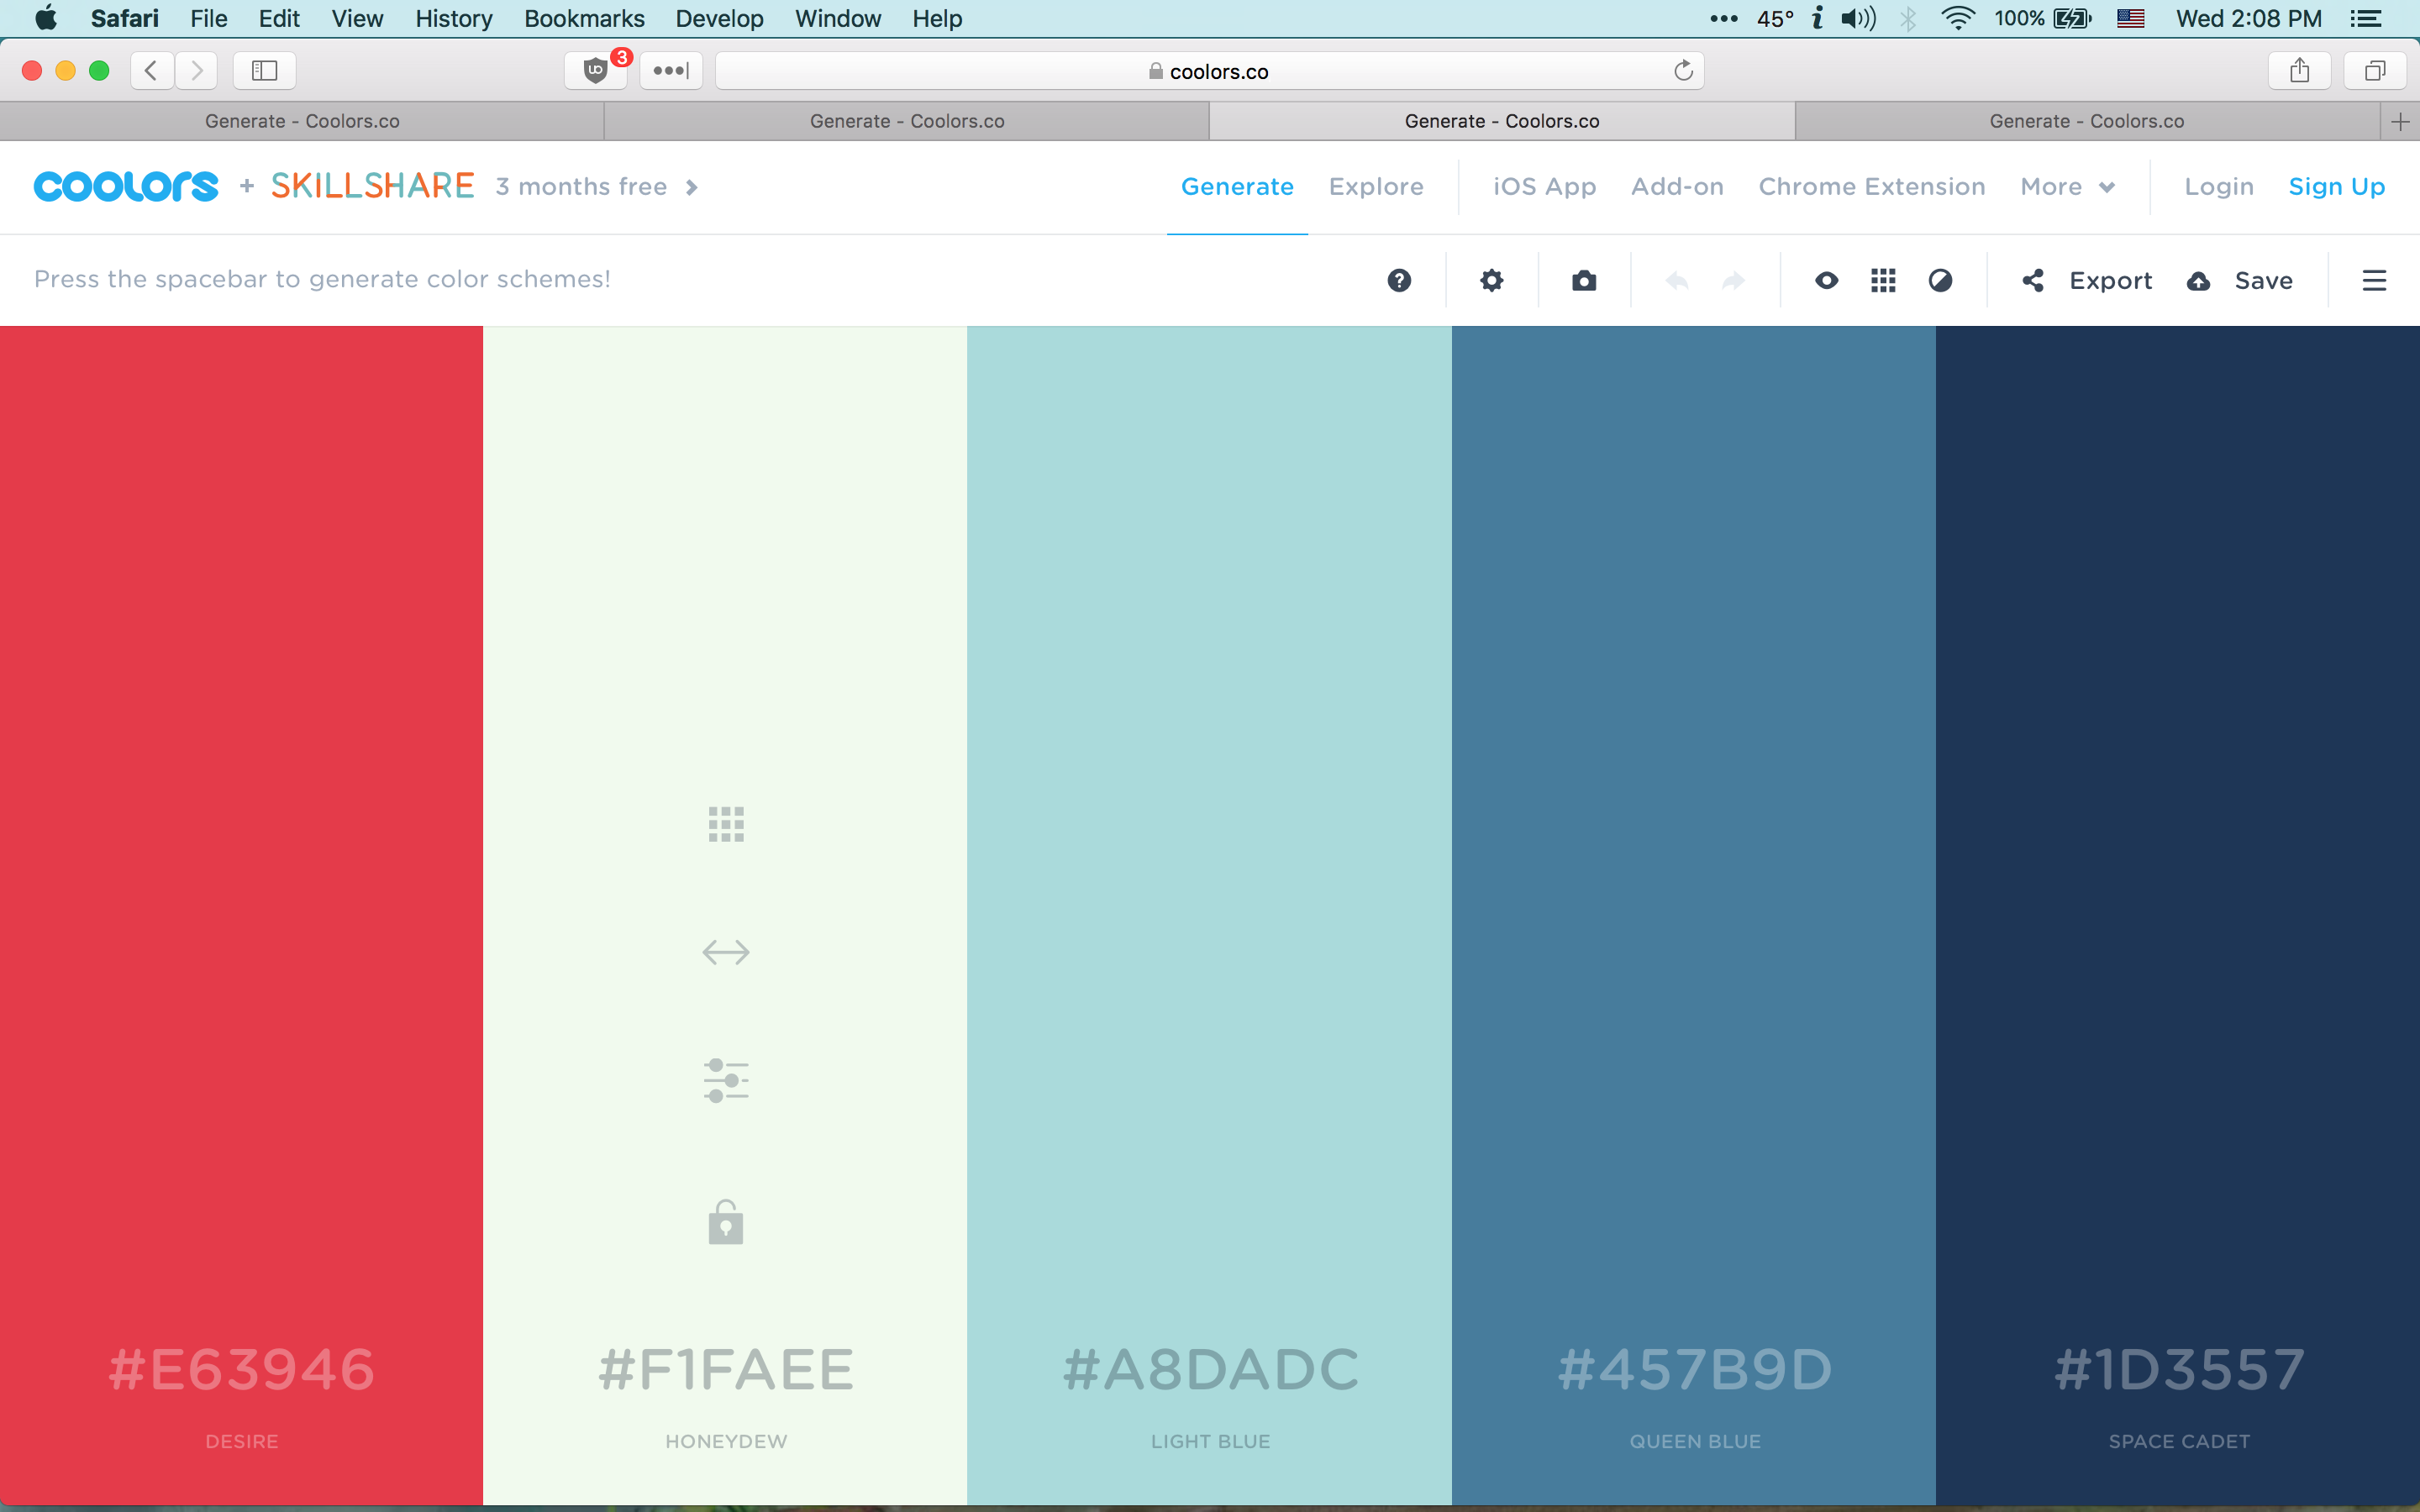 Safari File Edit View History Bookmarks Develop Window Help 45° i 100% Wed 2:08 PM
3 coolors.co
Generate - Coolors.co Generate - Coolors.co Generate - Coolors.co Generate - Coolors.co
coolors + SKILLSHARE 3 months free Generate Explore iOS App Add-on Chrome Extension More Login Sign Up
Press the spacebar to generate color schemes! Export Save
#E63946 #F1FAEE #A8DADC #457B9D #1D3557
DESIRE HONEYDEW LIGHT BLUE QUEEN BLUE SPACE CADET